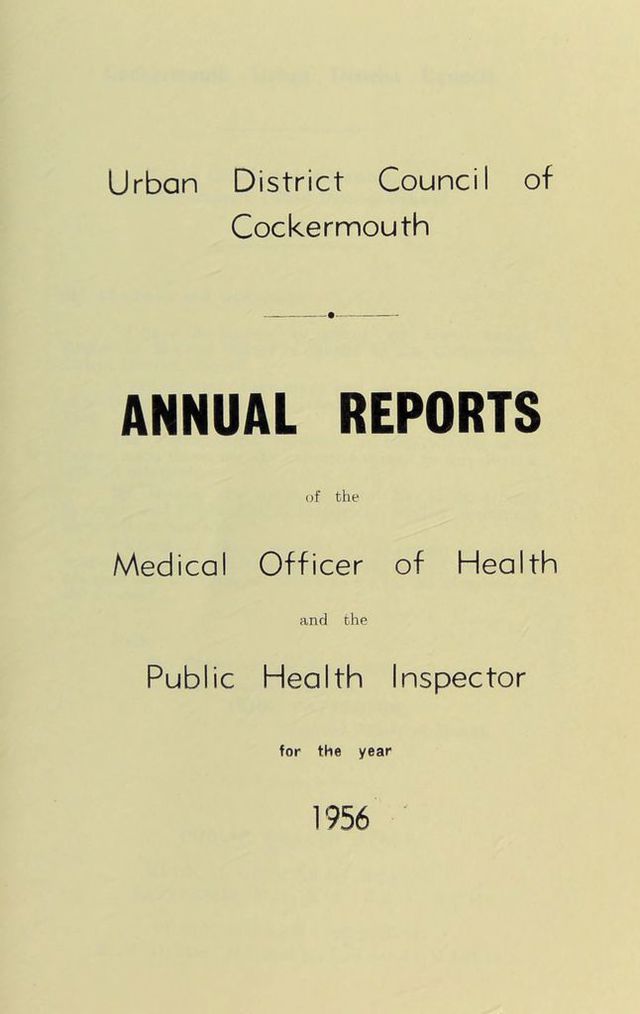 Urban District Council of
Cockermouth
ANNUAL REPORTS
of the
Medical Officer of Health
and the
Public Health Inspector
for the year
1956